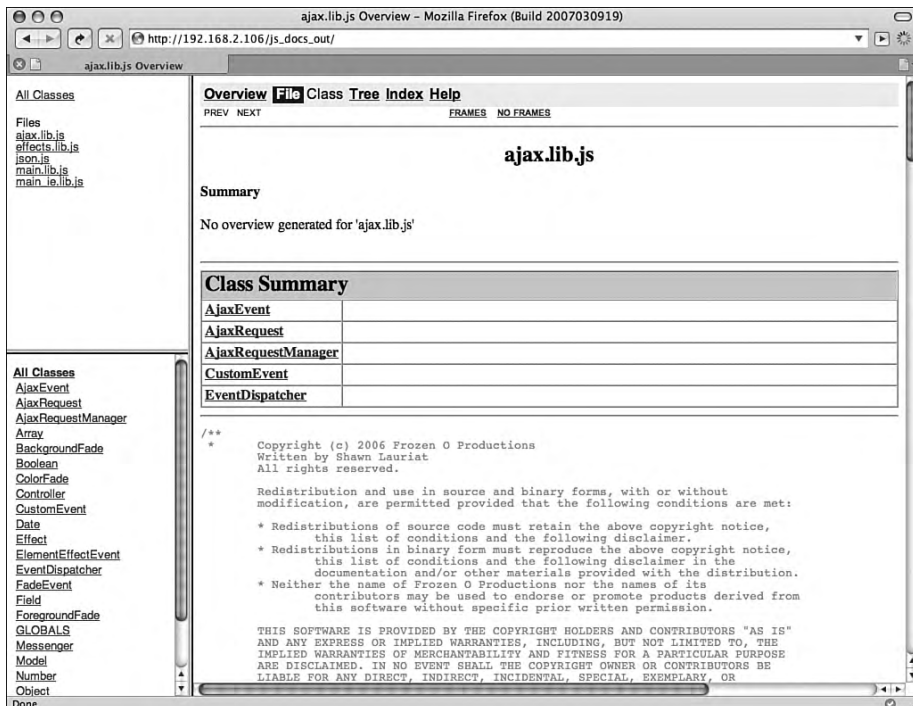 ajax.lib.js Overview – Mozilla Firefox (Build 2007030919)
http://192.168.2.106/js_docs_out/
ajax.lib.js Overview
All Classes
Files
ajax.lib.js
effects.lib.js
json.js
main.lib.js
main_ie.lib.js
All Classes
AjaxEvent
AjaxRequest
AjaxRequestManager
Array
BackgroundFade
Boolean
ColorFade
Controller
CustomEvent
Date
Effect
ElementEffectEvent
EventDispatcher
FadeEvent
Field
ForegroundFade
GLOBALS
Messenger
Model
Number
Object
Overview File Class Tree Index Help
PREV NEXT FRAMES NO FRAMES
ajax.lib.js
Summary
No overview generated for 'ajax.lib.js'
Class Summary
AjaxEvent
AjaxRequest
AjaxRequestManager
CustomEvent
EventDispatcher
/**
* Copyright (c) 2006 Frozen O Productions
Written by Shawn Lauriat
All rights reserved.
Redistribution and use in source and binary forms, with or without
modification, are permitted provided that the following conditions are met:
* Redistributions of source code must retain the above copyright notice,
this list of conditions and the following disclaimer.
* Redistributions in binary form must reproduce the above copyright notice,
this list of conditions and the following disclaimer in the
documentation and/or other materials provided with the distribution.
* Neither the name of Frozen O Productions nor the names of its
contributors may be used to endorse or promote products derived from
this software without specific prior written permission.
THIS SOFTWARE IS PROVIDED BY THE COPYRIGHT HOLDERS AND CONTRIBUTORS "AS IS"
AND ANY EXPRESS OR IMPLIED WARRANTIES, INCLUDING, BUT NOT LIMITED TO, THE
IMPLIED WARRANTIES OF MERCHANTABILITY AND FITNESS FOR A PARTICULAR PURPOSE
ARE DISCLAIMED. IN NO EVENT SHALL THE COPYRIGHT OWNER OR CONTRIBUTORS BE
LIABLE FOR ANY DIRECT, INDIRECT, INCIDENTAL, SPECIAL, EXEMPLARY, OR
Done